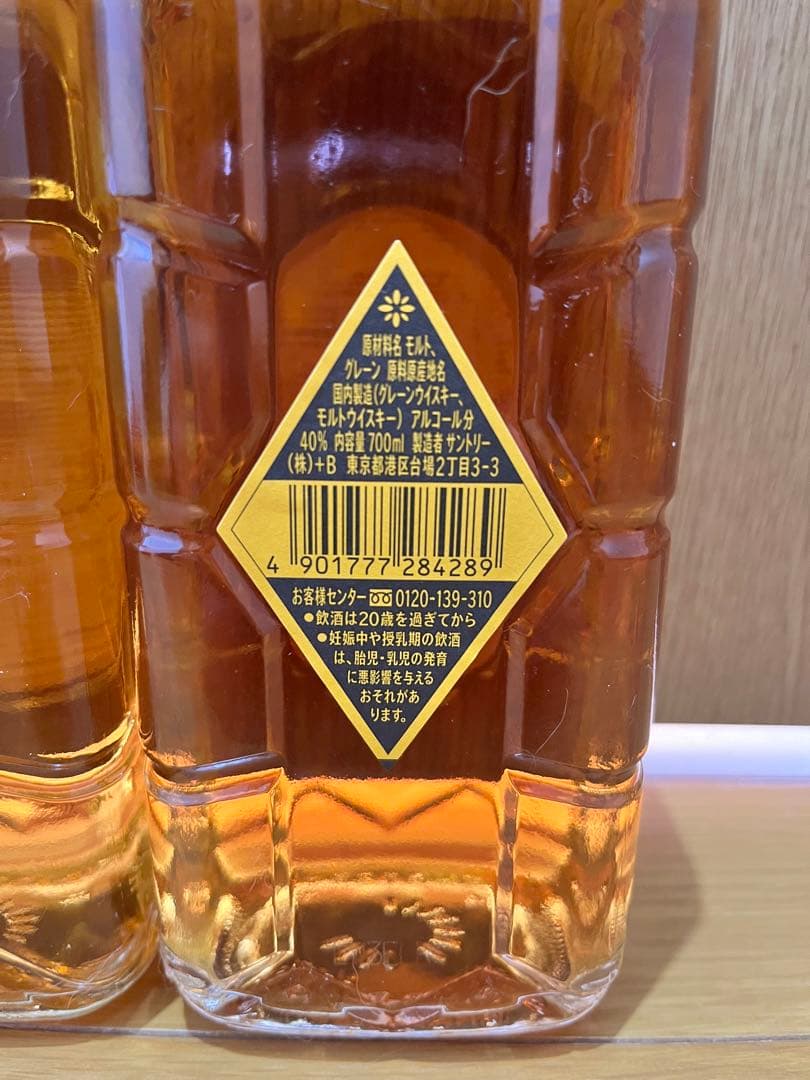 原材料名 モルト、
グレーン 原料原産地名
国内製造(グレーンウイスキー、
モルトウイスキー) アルコール分
40% 内容量 700ml 製造者 サントリー
(株)+B 東京都港区台場2丁目3-3
4 901777 284289
お客様センター 0120-139-310
●飲酒は20歳を過ぎてから
●妊娠中や授乳期の飲酒
は、胎児・乳児の発育
に悪影響を与える
おそれがあ
ります。